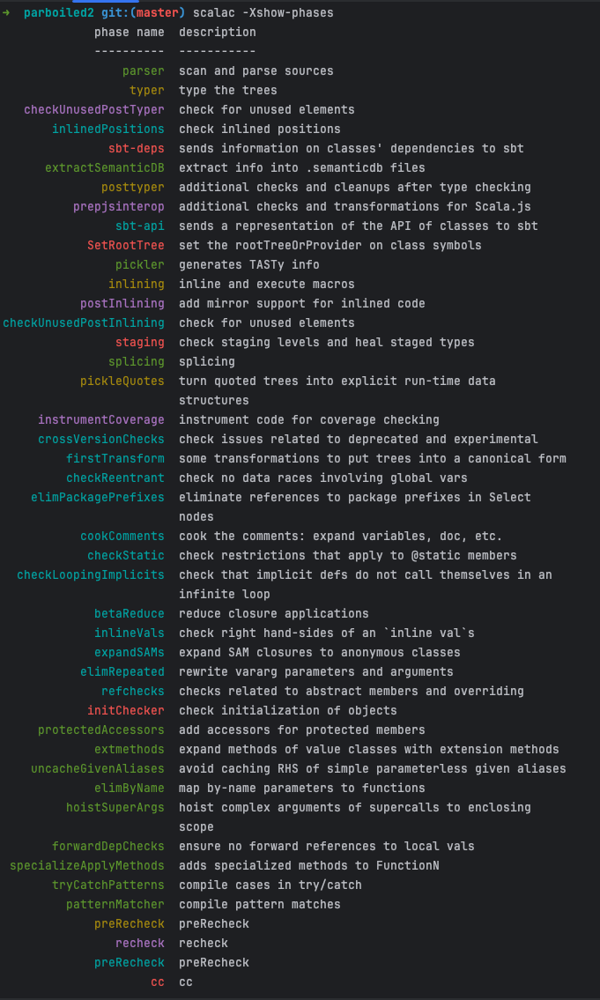 → parboiled2 git:(master) scalac -Xshow-phases
phase name description
---------- -----------
parser scan and parse sources
typer type the trees
checkUnusedPostTyper check for unused elements
inlinedPositions check inlined positions
sbt-deps sends information on classes' dependencies to sbt
extractSemanticDB extract info into .semanticdb files
posttyper additional checks and cleanups after type checking
prepjsinterop additional checks and transformations for Scala.js
sbt-api sends a representation of the API of classes to sbt
SetRootTree set the rootTreeOrProvider on class symbols
pickler generates TASTy info
inlining inline and execute macros
postInlining add mirror support for inlined code
checkUnusedPostInlining check for unused elements
staging check staging levels and heal staged types
splicing splicing
pickleQuotes turn quoted trees into explicit run-time data
structures
instrumentCoverage instrument code for coverage checking
crossVersionChecks check issues related to deprecated and experimental
firstTransform some transformations to put trees into a canonical form
checkReentrant check no data races involving global vars
elimPackagePrefixes eliminate references to package prefixes in Select
nodes
cookComments cook the comments: expand variables, doc, etc.
checkStatic check restrictions that apply to @static members
checkLoopingImplicits check that implicit defs do not call themselves in an
infinite loop
betaReduce reduce closure applications
inlineVals check right hand-sides of an `inline val`s
expandSAMs expand SAM closures to anonymous classes
elimRepeated rewrite vararg parameters and arguments
refchecks checks related to abstract members and overriding
initChecker check initialization of objects
protectedAccessors add accessors for protected members
extmethods expand methods of value classes with extension methods
uncacheGivenAliases avoid caching RHS of simple parameterless given aliases
elimByName map by-name parameters to functions
hoistSuperArgs hoist complex arguments of supercalls to enclosing
scope
forwardDepChecks ensure no forward references to local vals
specializeApplyMethods adds specialized methods to FunctionN
tryCatchPatterns compile cases in try/catch
patternMatcher compile pattern matches
preRecheck preRecheck
recheck recheck
preRecheck preRecheck
cc cc